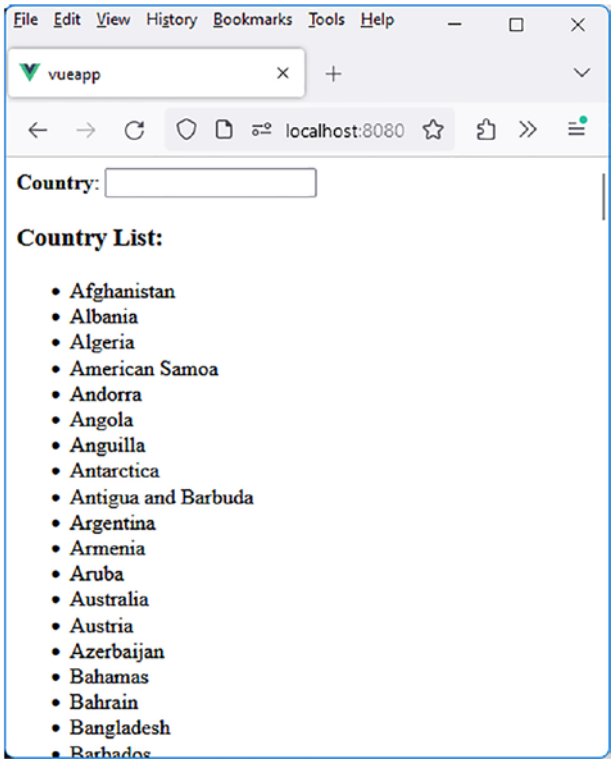 File Edit View History Bookmarks Tools Help
vueapp
localhost:8080
Country:
Country List:
• Afghanistan
• Albania
• Algeria
• American Samoa
• Andorra
• Angola
• Anguilla
• Antarctica
• Antigua and Barbuda
• Argentina
• Armenia
• Aruba
• Australia
• Austria
• Azerbaijan
• Bahamas
• Bahrain
• Bangladesh
• Barbados